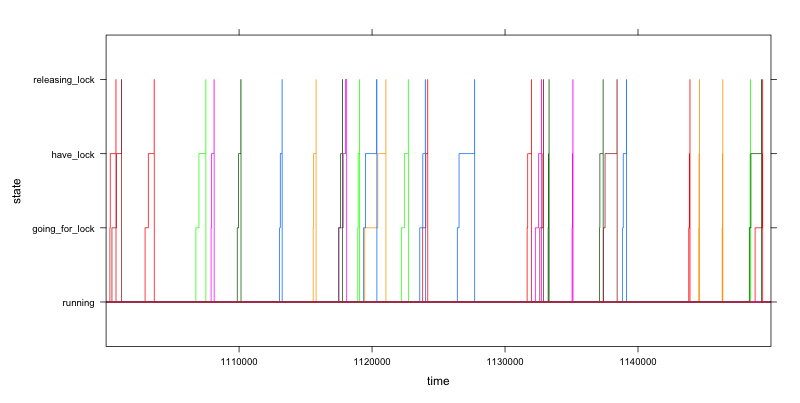 releasing_lock
have_lock
going_for_lock
running
state
1110000
1120000
1130000
1140000
time